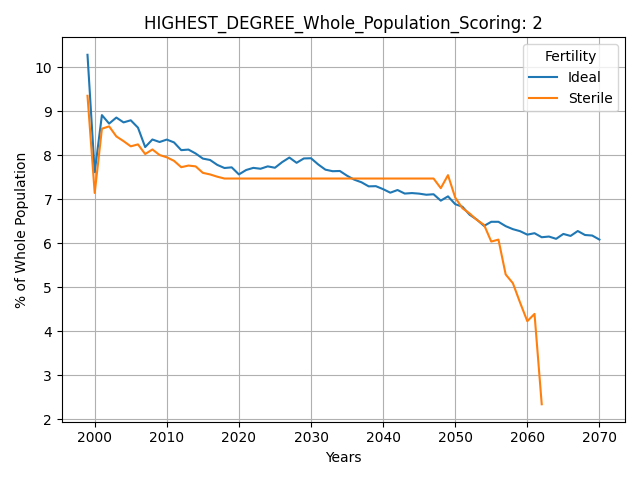 HIGHEST_DEGREE_Whole_Population_Scoring: 2
Fertility
Ideal
Sterile
% of Whole Population
10
9
8
7
6
5
4
3
2
2000 2010 2020 2030 2040 2050 2060 2070
Years